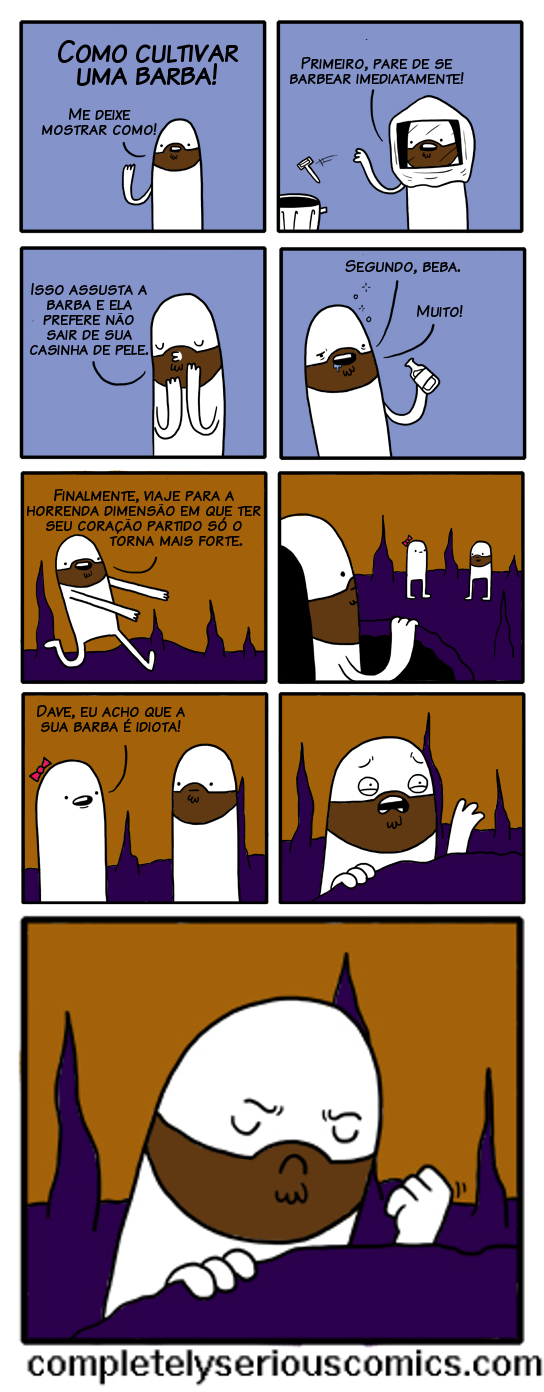 COMO CULTIVAR
UMA BARBA!
ME DEIXE
MOSTRAR COMO!
PRIMEIRO, PARE DE SE
BARBEAR IMEDIATAMENTE!
ISSO ASSUSTA A
BARBA E ELA
PREFERE NÃO
SAIR DE SUA
CASINHA DE PELE.
SEGUNDO, BEBA.
MUITO!
FINALMENTE, VIAJE PARA A
HORRENDA DIMENSÃO EM QUE TER
SEU CORAÇÃO PARTIDO SÓ O
TORNA MAIS FORTE.
DAVE, EU ACHO QUE A
SUA BARBA É IDIOTA!
completelyseriouscomics.com